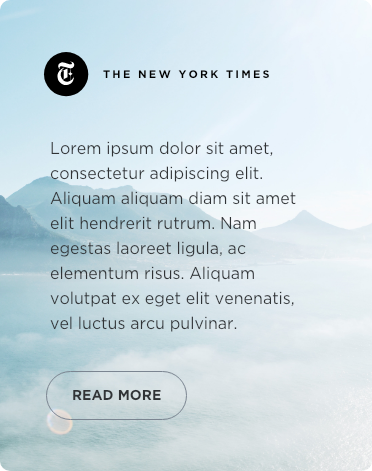 THE NEW YORK TIMES
Lorem ipsum dolor sit amet,
consectetur adipiscing elit.
Aliquam aliquam diam sit amet
elit hendrerit rutrum. Nam
egestas laoreet ligula, ac
elementum risus. Aliquam
volutpat ex eget elit venenatis,
vel luctus arcu pulvinar.
READ MORE